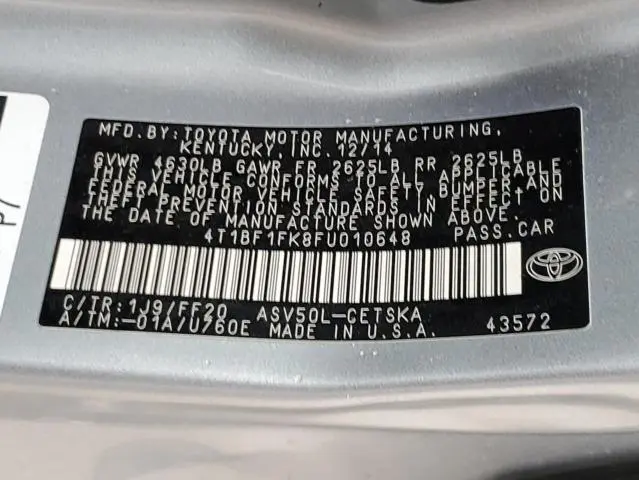 MFD. BY: TOYOTA MOTOR MANUFACTURING,
KENTUCKY, INC. 12/14
GVWR 4630LB GAWR FR 2625LB RR 2625LB
THIS VEHICLE CONFORMS TO ALL APPLICABLE
FEDERAL MOTOR VEHICLE SAFETY, BUMPER, AND
THEFT PREVENTION STANDARDS IN EFFECT ON
THE DATE OF MANUFACTURE SHOWN ABOVE.
4T1BF1FK8FU010648 PASS.CAR
C/TR:1J9/FF20 ASV50L-CETSKA
A/TM:-01A/U760E MADE IN U.S.A. 43572